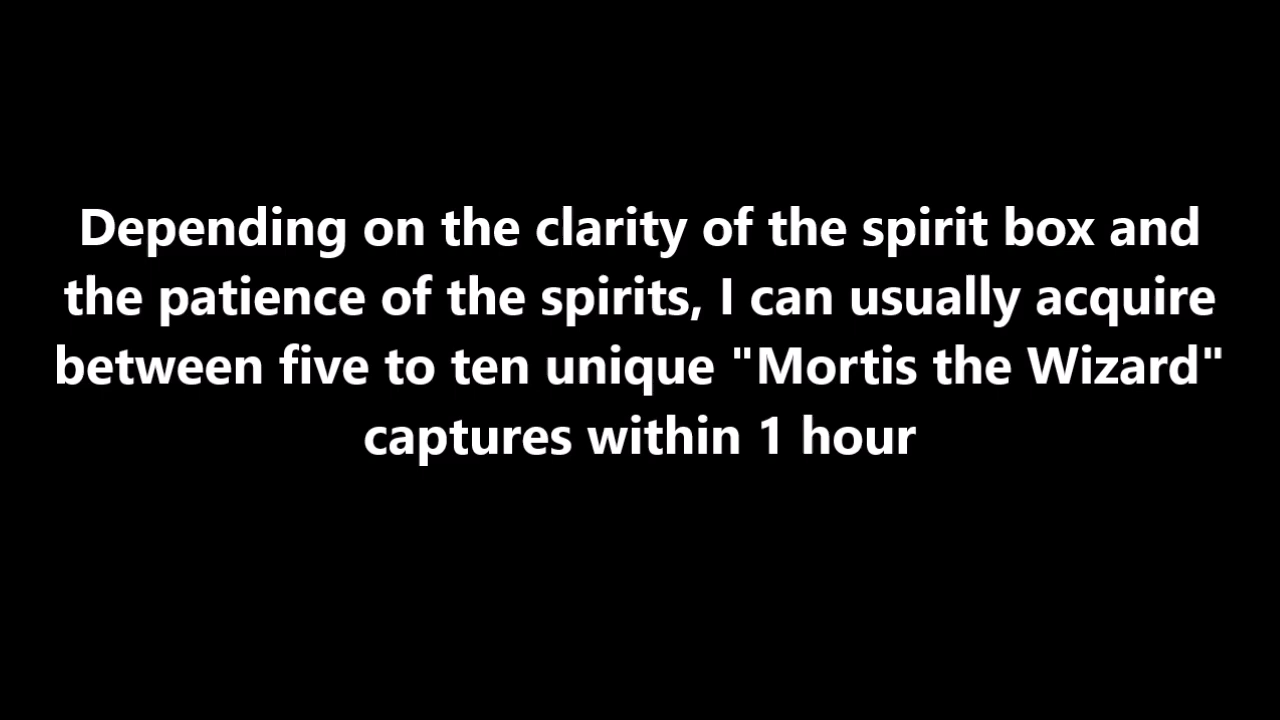 Depending on the clarity of the spirit box and
the patience of the spirits, I can usually acquire
between five to ten unique "Mortis the Wizard"
captures within 1 hour